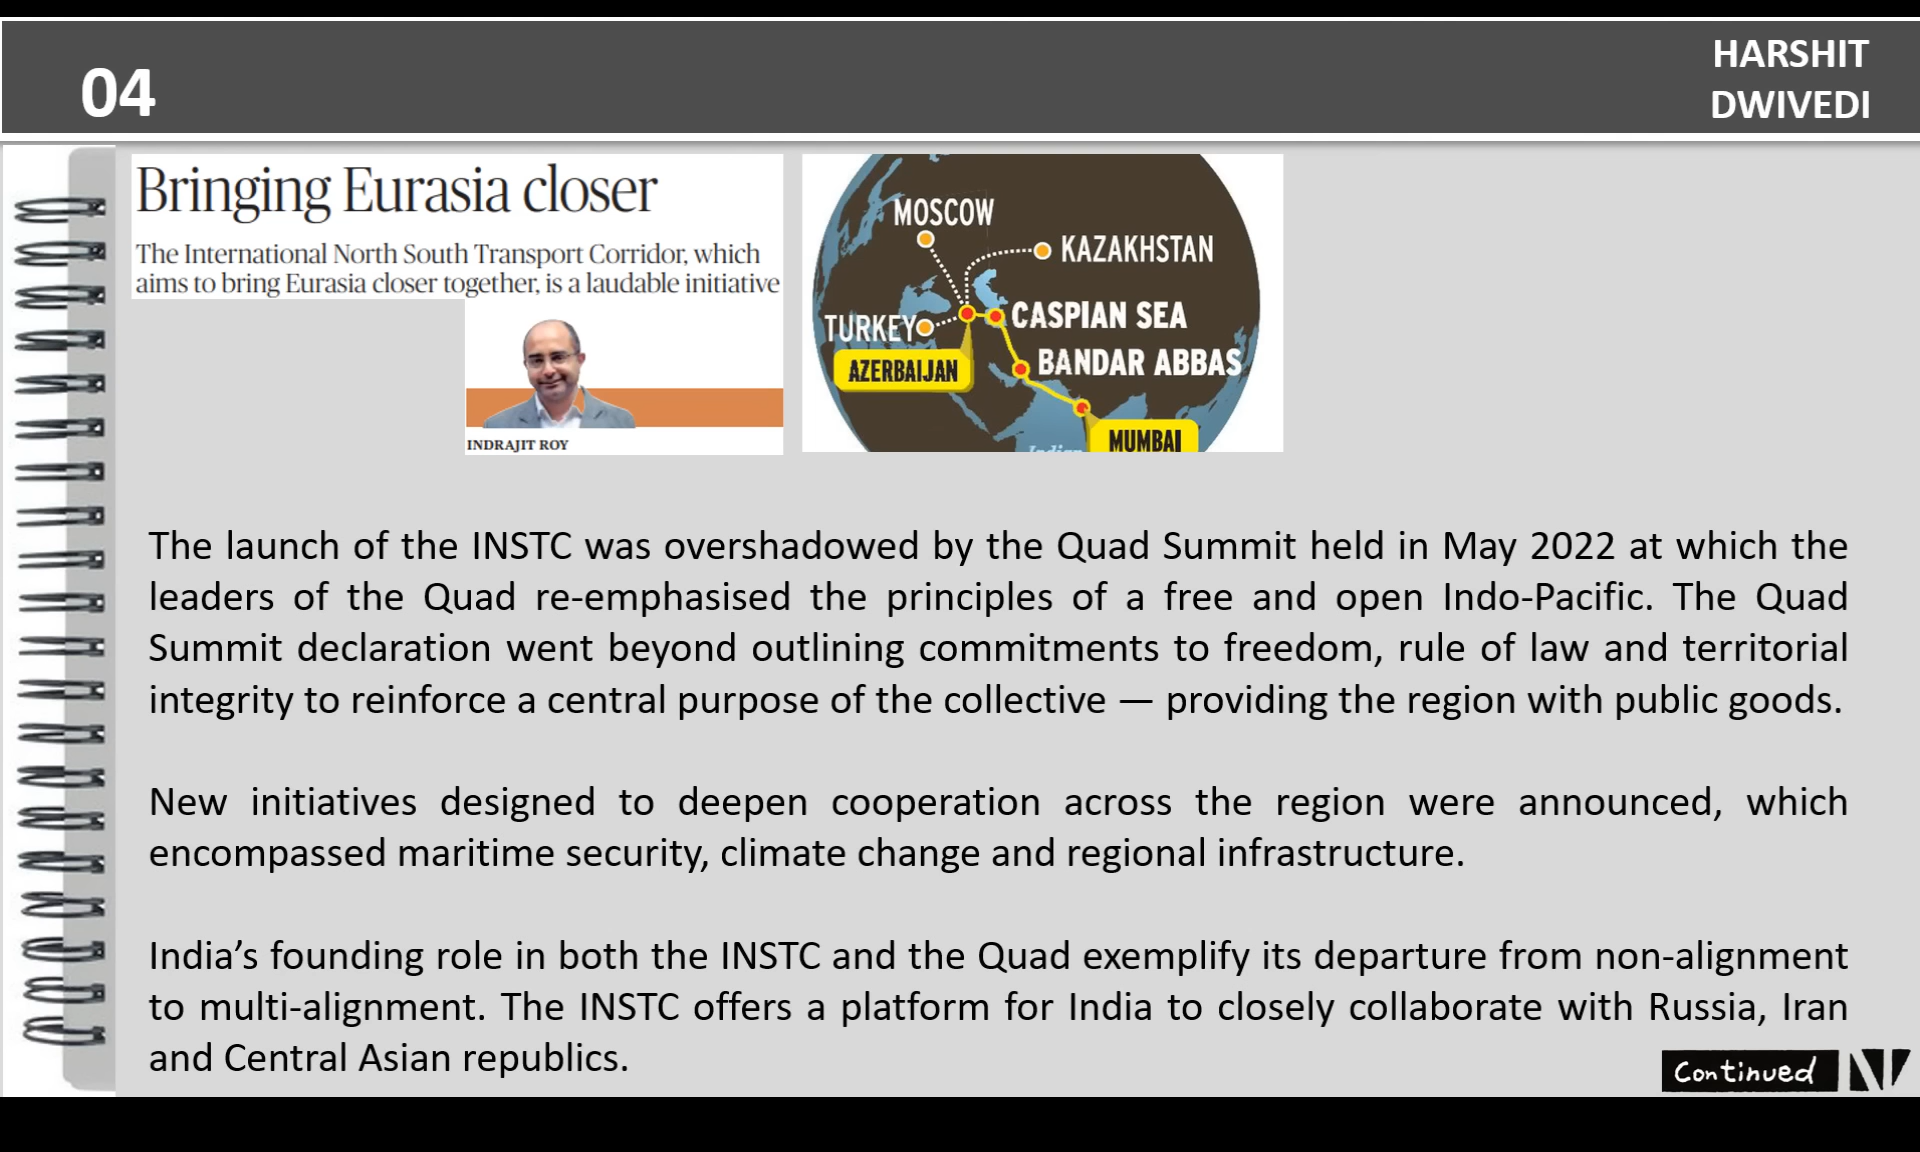 04
HARSHIT
DWIVEDI
Bringing Eurasia closer
The International North South Transport Corridor, which
aims to bring Eurasia closer together, is a laudable initiative
INDRAJIT ROY
MOSCOW
KAZAKHSTAN
CASPIAN SEA
TURKEY
BANDAR ABBAS
AZERBAIJAN
MUMBAI
Indian
The launch of the INSTC was overshadowed by the Quad Summit held in May 2022 at which the
leaders of the Quad re-emphasised the principles of a free and open Indo-Pacific. The Quad
Summit declaration went beyond outlining commitments to freedom, rule of law and territorial
integrity to reinforce a central purpose of the collective — providing the region with public goods.
New initiatives designed to deepen cooperation across the region were announced, which
encompassed maritime security, climate change and regional infrastructure.
India’s founding role in both the INSTC and the Quad exemplify its departure from non-alignment
to multi-alignment. The INSTC offers a platform for India to closely collaborate with Russia, Iran
and Central Asian republics.
Continued